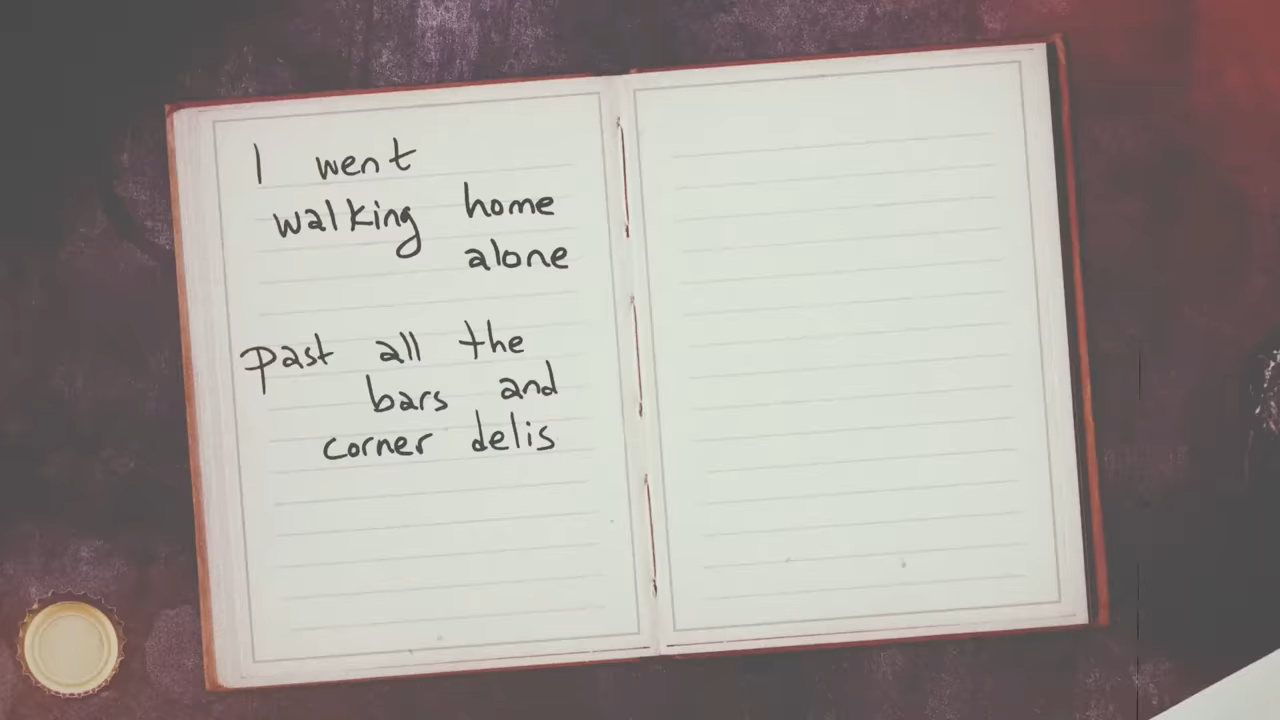 I went
walking home
alone
past all the
bars and
corner delis